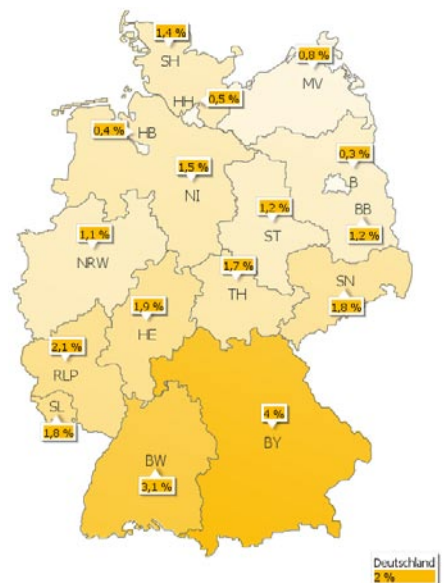 1,4 %
SH
0,8 %
MV
HH
0,5 %
0,4 %
HB
0,3 %
B
1,5 %
NI
BB
1,2 %
1,2 %
ST
1,1 %
NRW
1,7 %
TH
SN
1,8 %
1,9 %
HE
2,1 %
RLP
SL
1,8 %
4 %
BY
BW
3,1 %
Deutschland
2 %